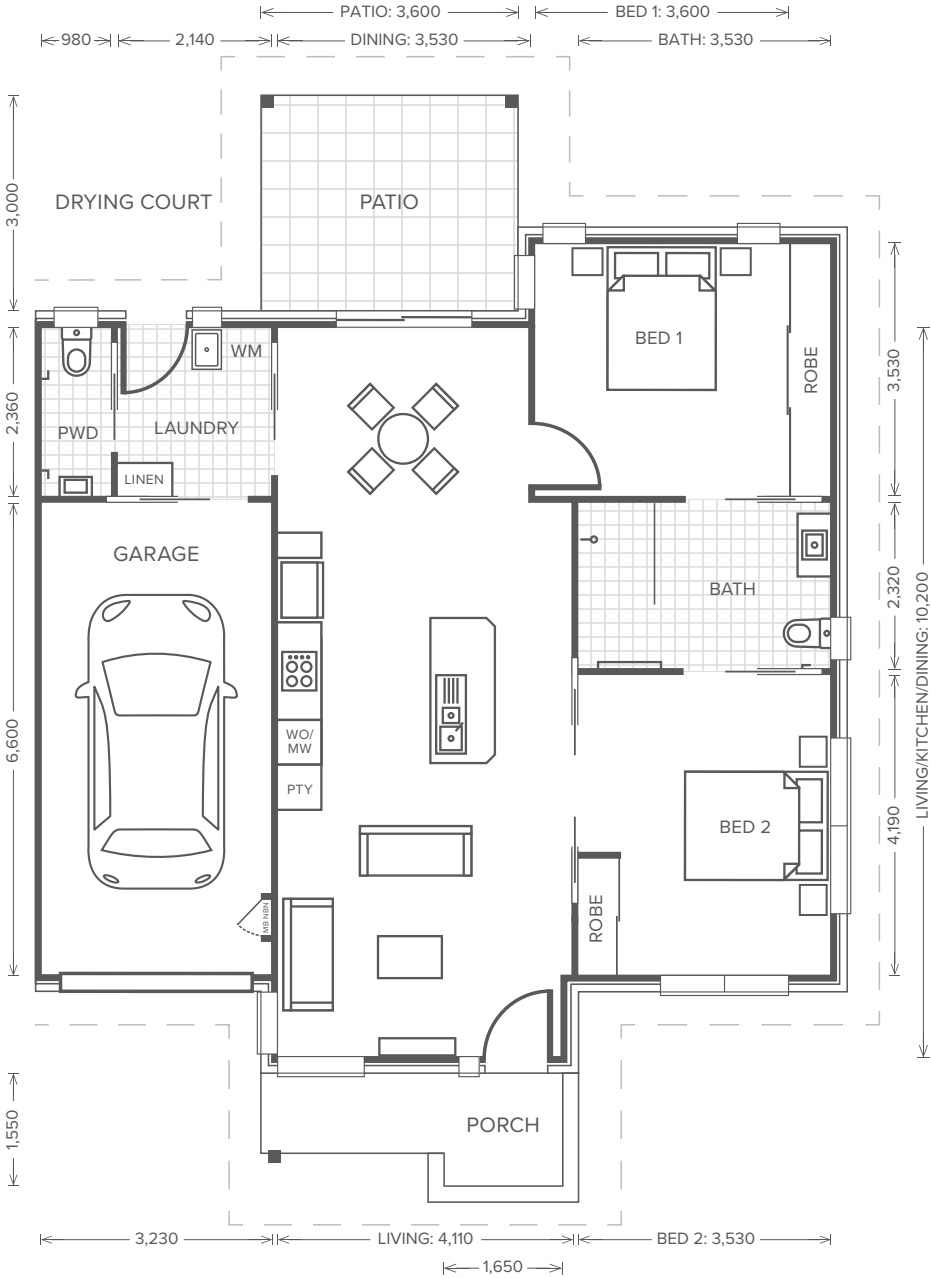 PATIO: 3,600
BED 1: 3,600
980
2,140
DINING: 3,530
BATH: 3,530
3,000
DRYING COURT
PATIO
BED 1
ROBE
3,530
WM
2,360
PWD
LAUNDRY
LINEN
GARAGE
BATH
2,320
LIVING/KITCHEN/DINING: 10,200
6,600
WO/
MW
PTY
BED 2
4,190
ROBE
MB NBN
1,550
PORCH
3,230
LIVING: 4,110
BED 2: 3,530
1,650